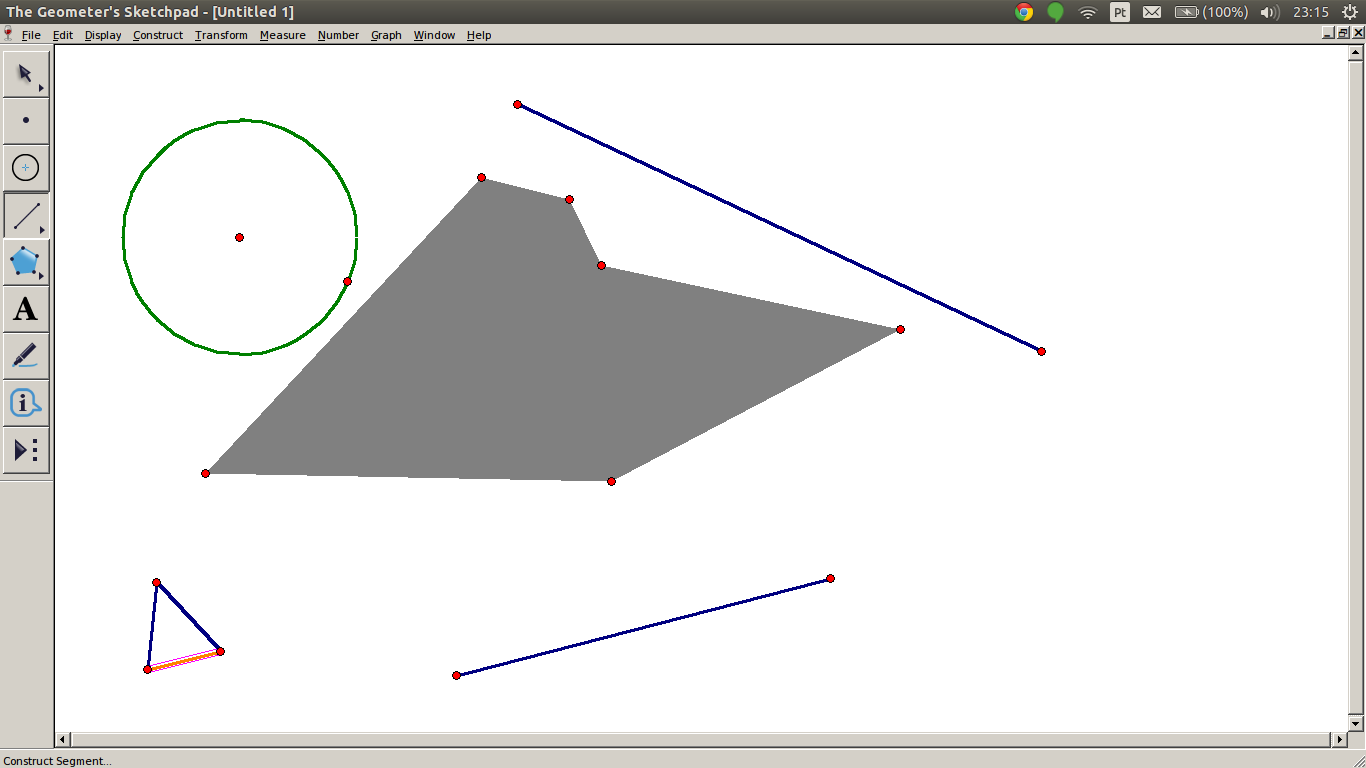 The Geometer's Sketchpad - [Untitled 1]
Pt
(100%)
23:15
File Edit Display Construct Transform Measure Number Graph Window Help
A
i
Construct Segment...